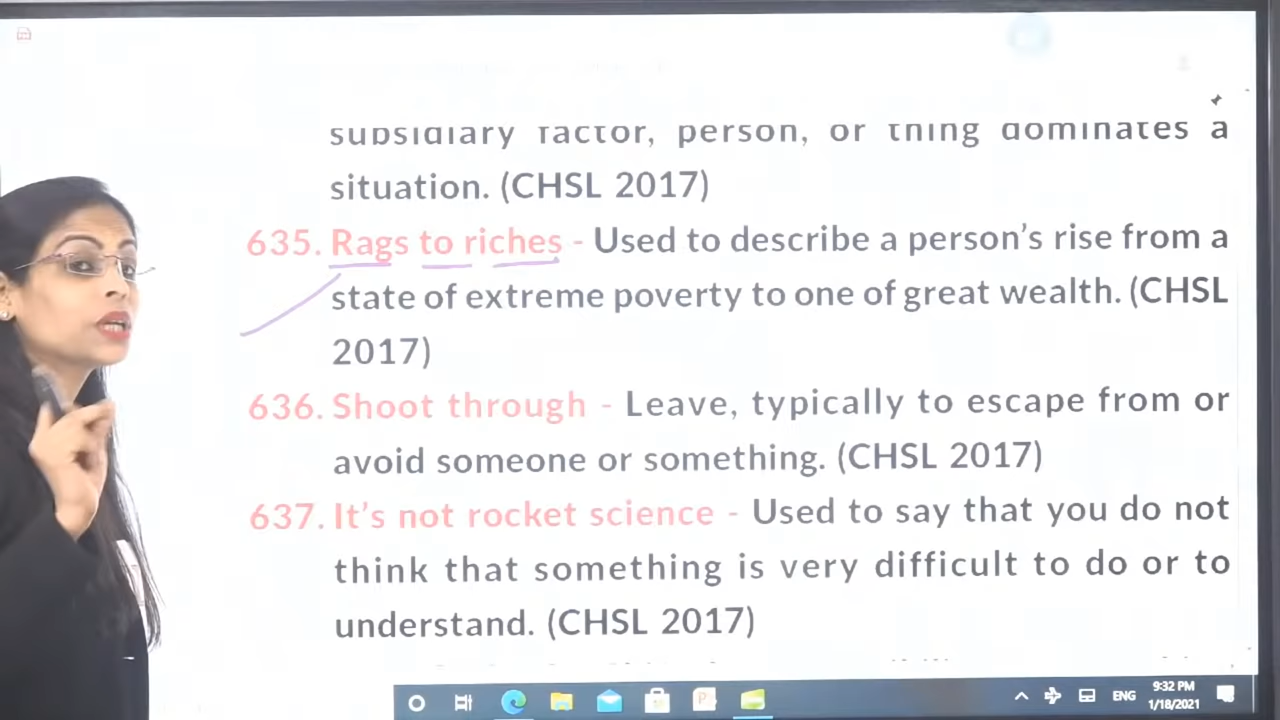 subsidiary factor, person, or thing dominates a
situation. (CHSL 2017)
635. Rags to riches - Used to describe a person's rise from a
state of extreme poverty to one of great wealth. (CHSL
2017)
636. Shoot through - Leave, typically to escape from or
avoid someone or something. (CHSL 2017)
637. It's not rocket science - Used to say that you do not
think that something is very difficult to do or to
understand. (CHSL 2017)
ENG
9:32 PM
1/18/2021